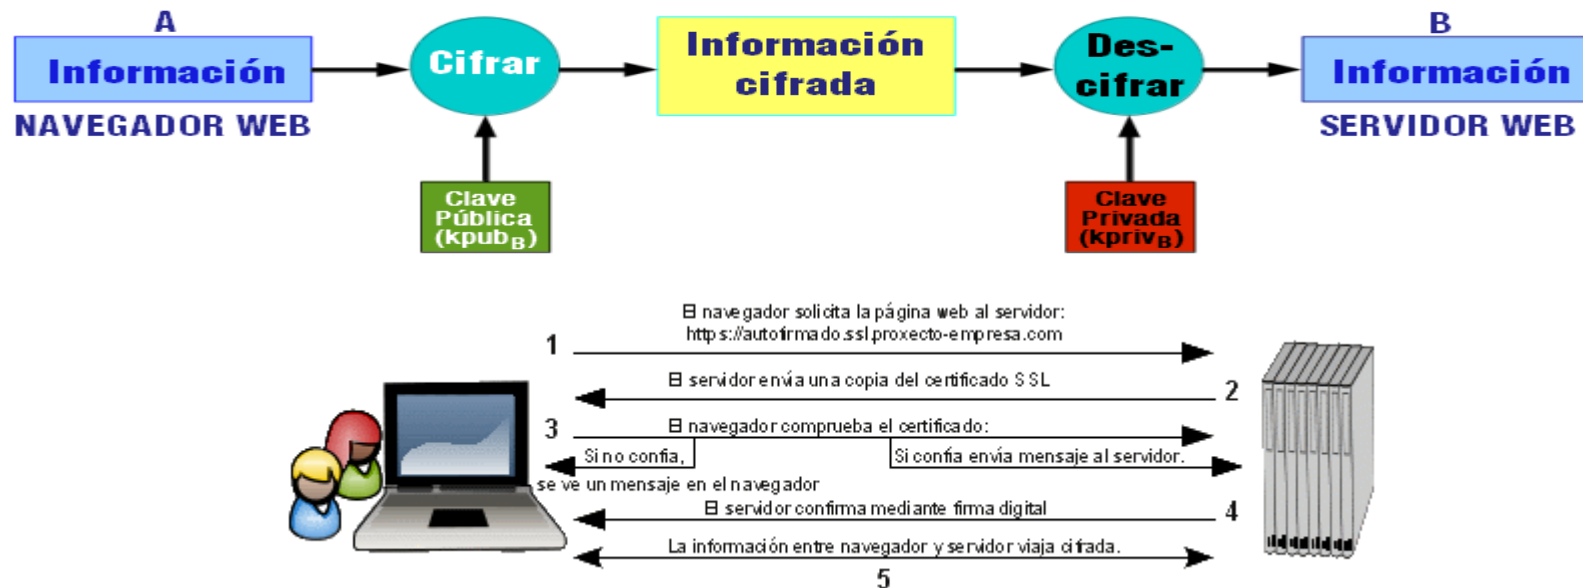 A
B
Información
Cifrar
Información
cifrada
Des-
cifrar
Información
NAVEGADOR WEB
SERVIDOR WEB
Clave
Pública
(kpubB)
Clave
Privada
(kprivB)
El navegador solicita la página web al servidor:
https://autofirmado.ssl.proxecto-empresa.com
1
El servidor envía una copia del certificado SSL
2
3
El navegador comprueba el certificado:
Si no confia,
Si confía envía mensaje al servidor.
se ve un mensaje en el navegador
El servidor confirma mediante firma digital
4
La información entre navegador y servidor viaja cifrada.
5